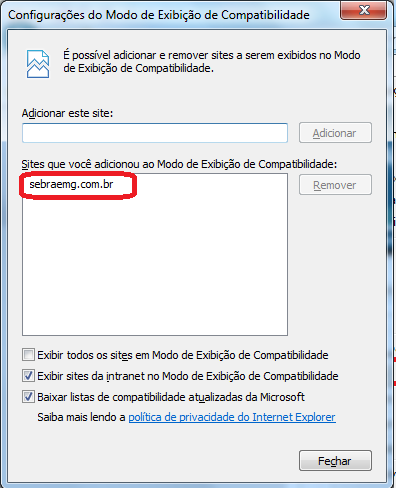 Configurações do Modo de Exibição de Compatibilidade
É possível adicionar e remover sites a serem exibidos no Modo
de Exibição de Compatibilidade.
Adicionar este site:
Adicionar
Sites que você adicionou ao Modo de Exibição de Compatibilidade:
sebraemg.com.br
Remover
Exibir todos os sites em Modo de Exibição de Compatibilidade
Exibir sites da intranet no Modo de Exibição de Compatibilidade
Baixar listas de compatibilidade atualizadas da Microsoft
Saiba mais lendo a política de privacidade do Internet Explorer
Fechar